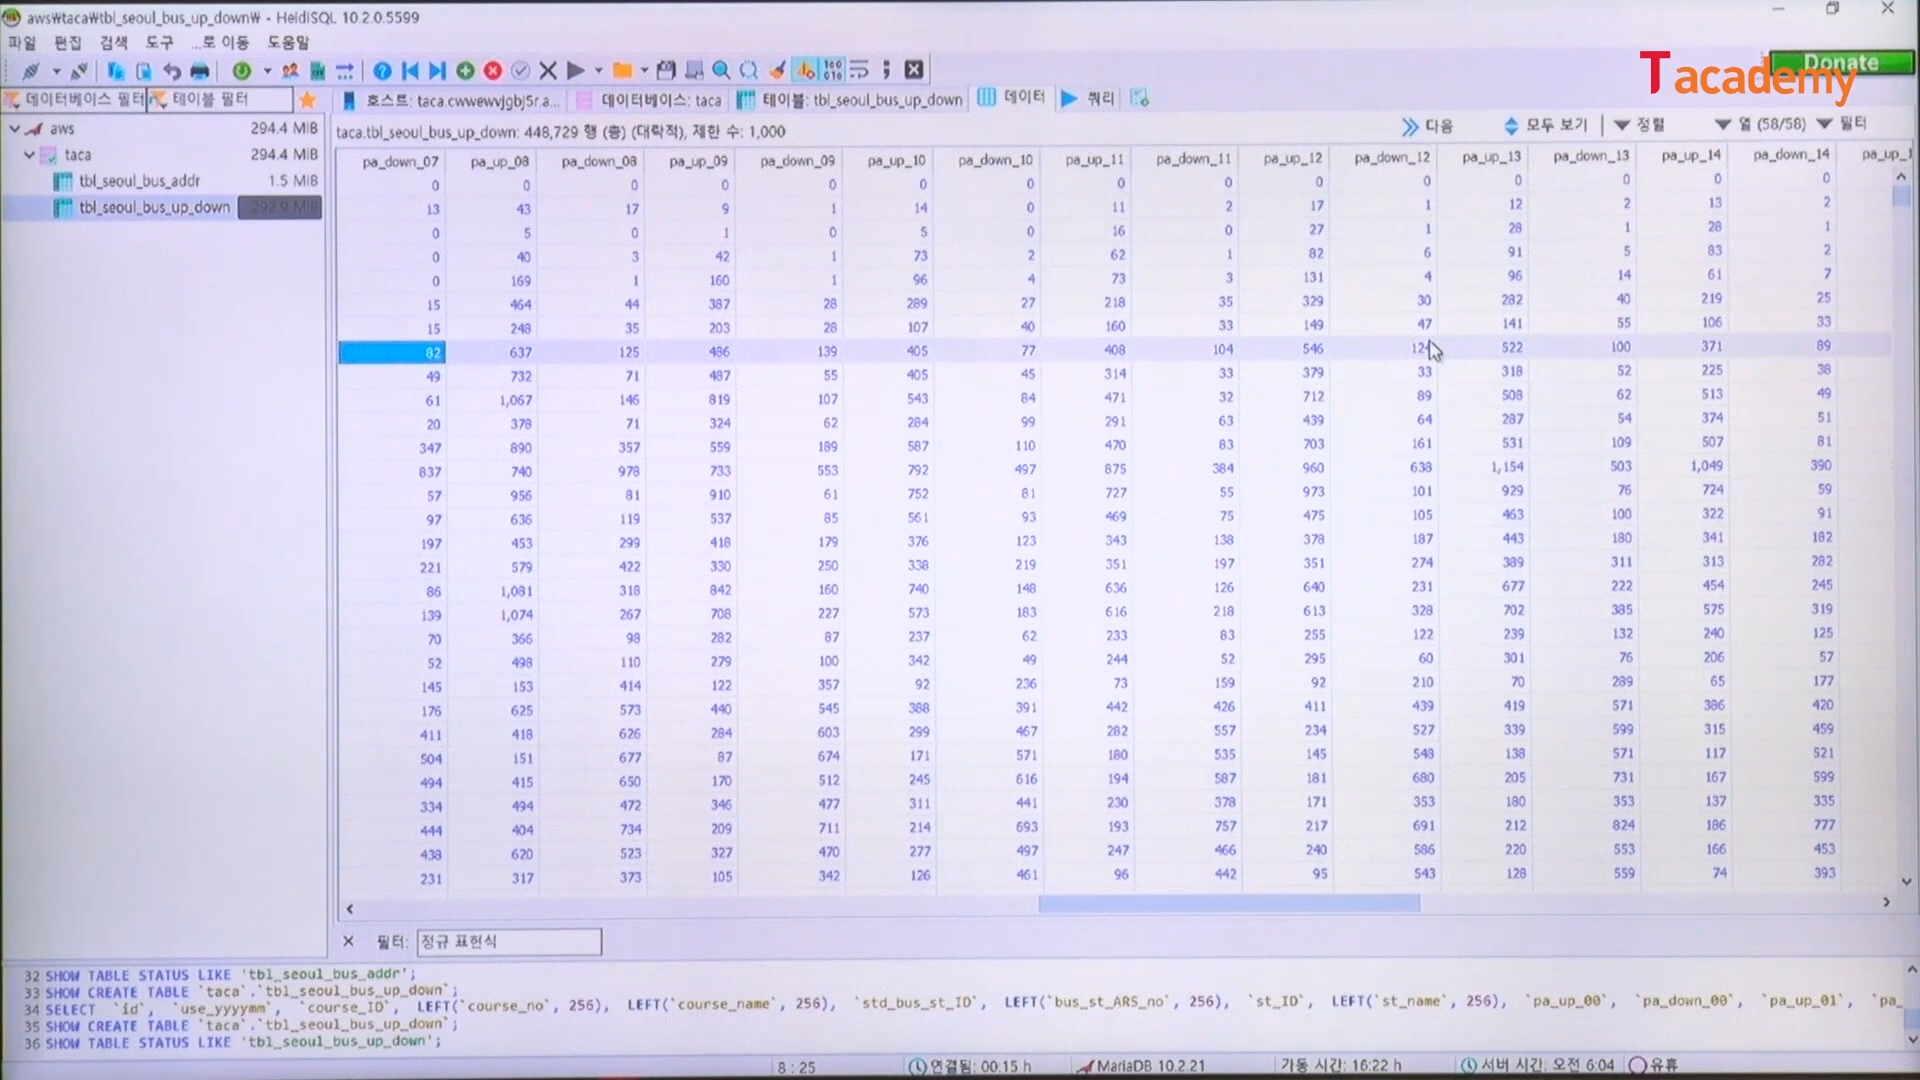 aws₩taca₩tbl_seoul_bus_up_down₩ - HeidiSQL 10.2.0.5599
파일 편집 검색 도구 ...로 이동 도움말
Donate
T academy
데이터베이스 필터 테이블 필터 호스트: taca.cwwewvjgbj5r.a... 데이터베이스: taca 테이블: tbl_seoul_bus_up_down 데이터 쿼리
aws 294.4 MiB
taca 294.4 MiB
tbl_seoul_bus_addr 1.5 MiB
tbl_seoul_bus_up_down 292.9 MiB
taca.tbl_seoul_bus_up_down: 448,729 행 (총) (대략적), 제한 수: 1,000 다음 모두 보기 정렬 열 (58/58) 필터
pa_down_07 pa_up_08 pa_down_08 pa_up_09 pa_down_09 pa_up_10 pa_down_10 pa_up_11 pa_down_11 pa_up_12 pa_down_12 pa_up_13 pa_down_13 pa_up_14 pa_down_14 pa_up_1
0 0 0 0 0 0 0 0 0 0 0 0 0 0 0
13 43 17 9 1 14 0 11 2 17 1 12 2 13 2
0 5 0 1 0 5 0 16 0 27 1 28 1 28 1
0 40 3 42 1 73 2 62 1 82 6 91 5 83 2
0 169 1 160 1 96 4 73 3 131 4 96 14 61 7
15 464 44 387 28 289 27 218 35 329 30 282 40 219 25
15 248 35 203 28 107 40 160 33 149 47 141 55 106 33
82 637 125 486 139 405 77 408 104 546 522 100 371 89
49 732 71 487 55 405 45 314 33 379 33 318 52 225 38
61 1,067 146 819 107 543 84 471 32 712 89 508 62 513 49
20 378 71 324 62 284 99 291 63 439 64 287 54 374 51
347 890 357 559 189 587 110 470 83 703 161 531 109 507 81
837 740 978 733 553 792 497 875 384 960 638 1,154 503 1,049 390
57 956 81 910 61 752 81 727 55 973 101 929 76 724 59
97 636 119 537 85 561 93 469 75 475 105 463 100 322 91
197 453 299 418 179 376 123 343 138 378 187 443 180 341 182
221 579 422 330 250 338 219 351 197 351 274 389 311 313 282
86 1,081 318 842 160 740 148 636 126 640 231 677 222 454 245
139 1,074 267 708 227 573 183 616 218 613 328 702 385 575 319
70 366 98 282 87 237 62 233 83 255 122 239 132 240 125
52 498 110 279 100 342 49 244 52 295 60 301 76 206 57
145 153 414 122 357 92 236 73 159 92 210 70 289 65 177
176 625 573 440 545 388 391 442 426 411 439 419 571 386 420
411 418 626 284 603 299 467 282 557 234 527 339 599 315 459
504 151 677 87 674 171 571 180 535 145 548 138 571 117 521
494 415 650 170 512 245 616 194 587 181 680 205 731 167 599
334 494 472 346 477 311 441 230 378 171 353 180 353 137 335
444 404 734 209 711 214 693 193 757 217 691 212 824 186 777
438 620 523 327 470 277 497 247 466 240 586 220 553 166 453
231 317 373 105 342 126 461 96 442 95 543 128 559 74 393
필터: 정규 표현식
32 SHOW TABLE STATUS LIKE 'tbl_seoul_bus_addr';
33 SHOW CREATE TABLE `taca`.`tbl_seoul_bus_up_down`;
34 SELECT `id`, `use_yyyymm`, `course_ID`, LEFT(`course_no`, 256), LEFT(`course_name`, 256), `std_bus_st_ID`, LEFT(`bus_st_ARS_no`, 256), `st_ID`, LEFT(`st_name`, 256), `pa_up_00`, `pa_down_00`, `pa_up_01`, `pa_
35 SHOW CREATE TABLE `taca`.`tbl_seoul_bus_up_down`;
36 SHOW TABLE STATUS LIKE 'tbl_seoul_bus_up_down';
8 : 25 연결됨: 00:15 h MariaDB 10.2.21 가동 시간: 16:22 h 서버 시간: 오전 6:04 유휴